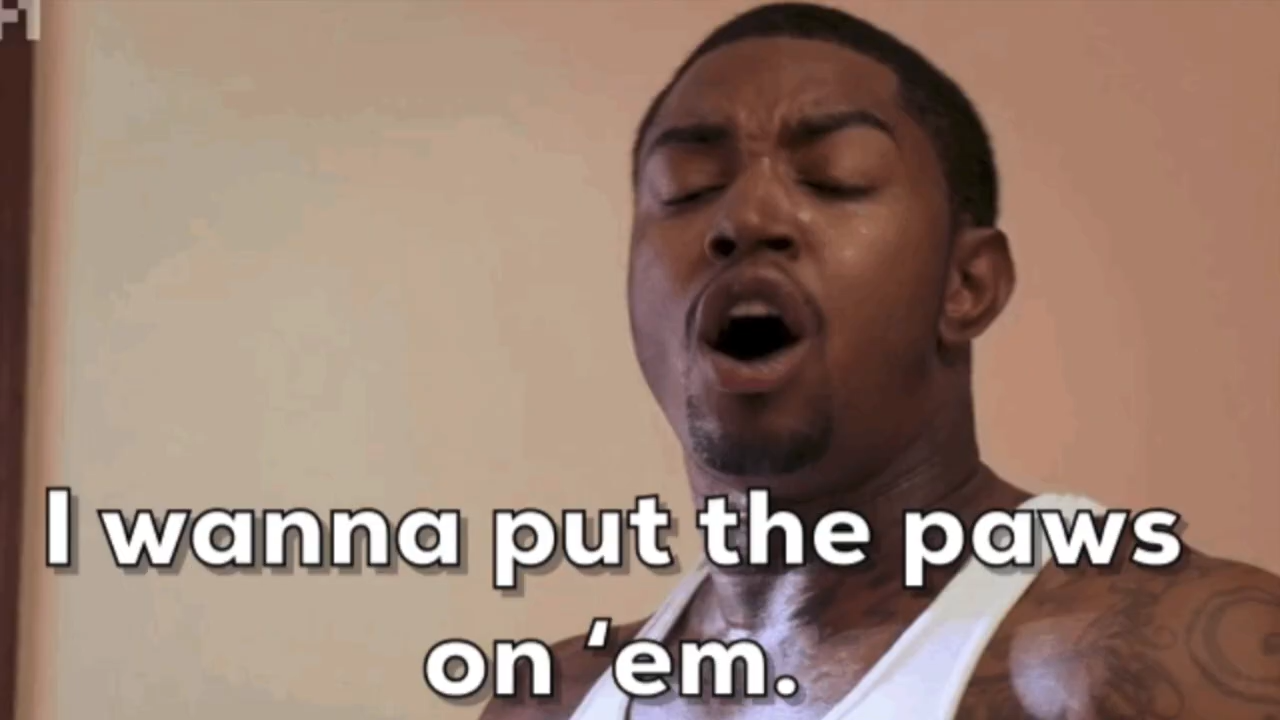 I wanna put the paws
on ‘em.